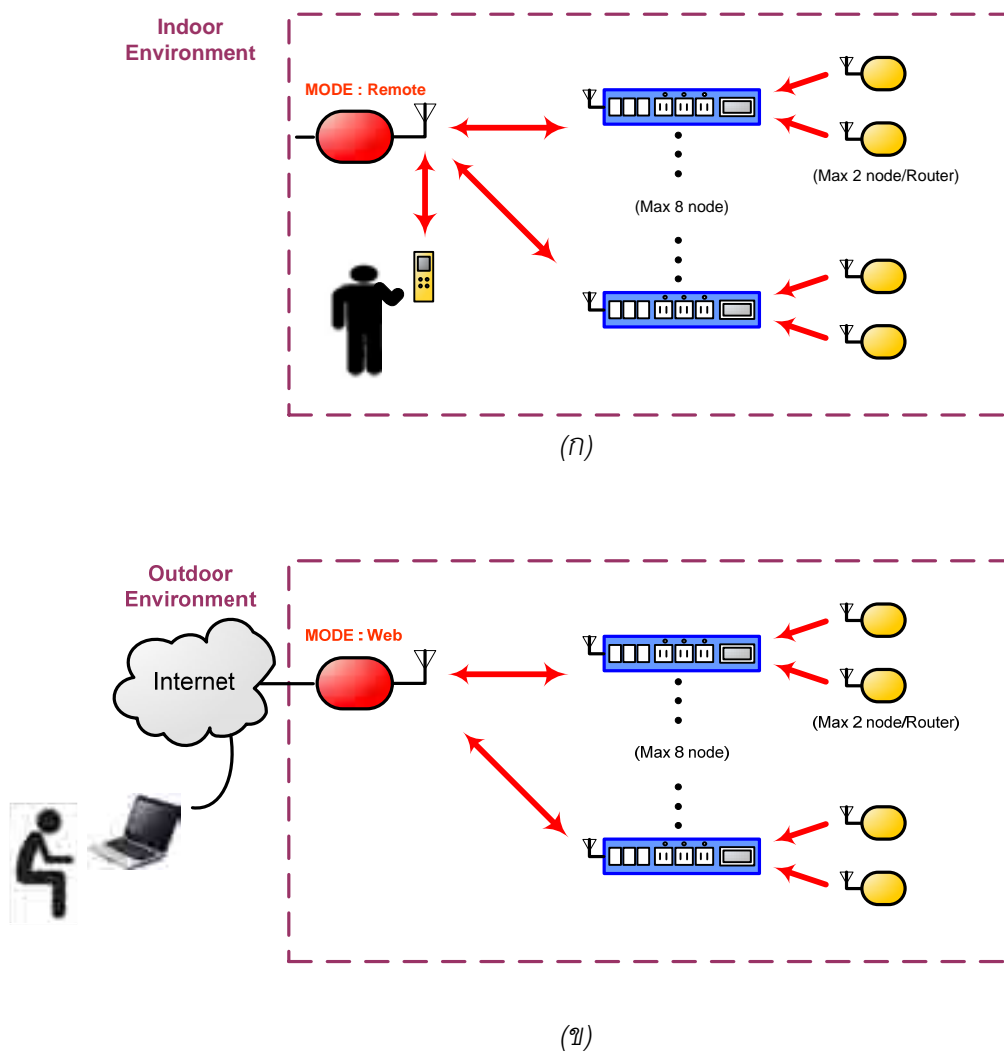 Indoor
Environment
MODE : Remote
(Max 2 node/Router)
(Max 8 node)
(ก)
Outdoor
Environment
MODE : Web
Internet
(Max 2 node/Router)
(Max 8 node)
(ข)